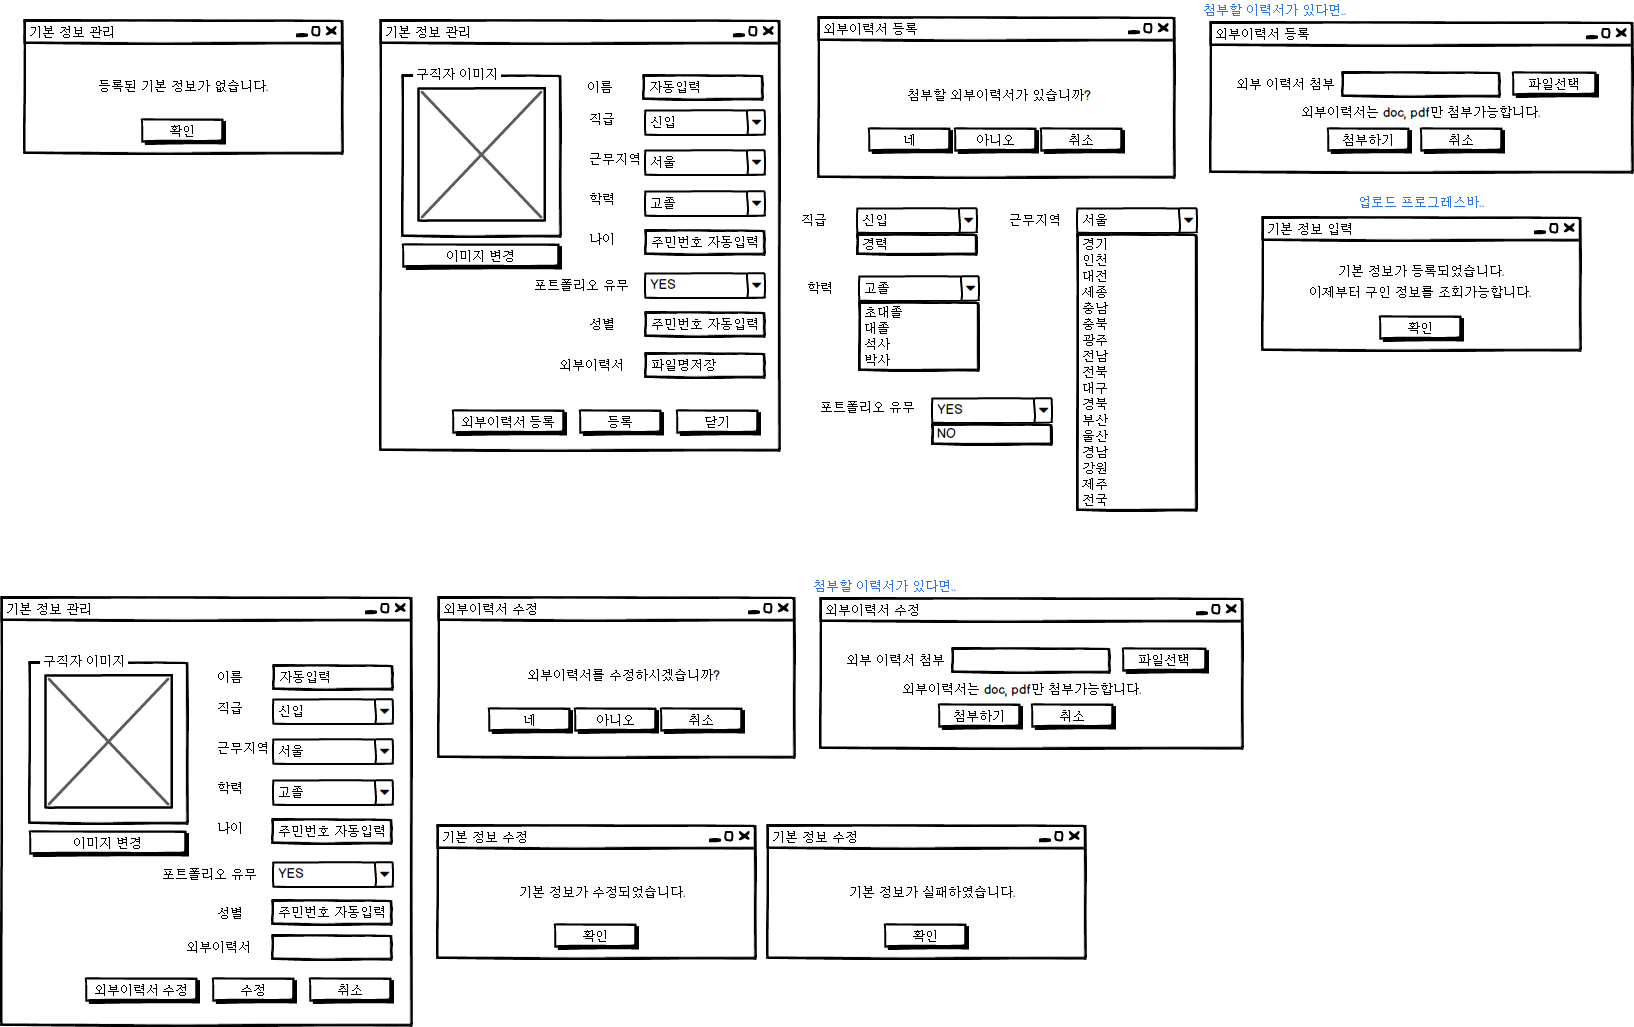 기본 정보 관리
등록된 기본 정보가 없습니다.
확인
기본 정보 관리
구직자 이미지
이미지 변경
이름
자동입력
직급
신입
근무지역
서울
학력
고졸
나이
주민번호 자동입력
포트폴리오 유무
YES
성별
주민번호 자동입력
외부이력서
파일명저장
외부이력서 등록
등록
닫기
외부이력서 등록
첨부할 외부이력서가 있습니까?
네
아니오
취소
첨부할 이력서가 있다면..
외부이력서 등록
외부 이력서 첨부
파일선택
외부이력서는 doc, pdf만 첨부가능합니다.
첨부하기
취소
직급
신입
경력
학력
고졸
초대졸
대졸
석사
박사
포트폴리오 유무
YES
NO
근무지역
서울
경기
인천
대전
세종
충남
충북
광주
전남
전북
대구
경북
부산
울산
경남
강원
제주
전국
업로드 프로그레스바..
기본 정보 입력
기본 정보가 등록되었습니다.
이제부터 구인 정보를 조회가능합니다.
확인
기본 정보 관리
구직자 이미지
이미지 변경
이름
자동입력
직급
신입
근무지역
서울
학력
고졸
나이
주민번호 자동입력
포트폴리오 유무
YES
성별
주민번호 자동입력
외부이력서
외부이력서 수정
수정
취소
외부이력서 수정
외부이력서를 수정하시겠습니까?
네
아니오
취소
첨부할 이력서가 있다면..
외부이력서 수정
외부 이력서 첨부
파일선택
외부이력서는 doc, pdf만 첨부가능합니다.
첨부하기
취소
기본 정보 수정
기본 정보가 수정되었습니다.
확인
기본 정보 수정
기본 정보가 실패하였습니다.
확인